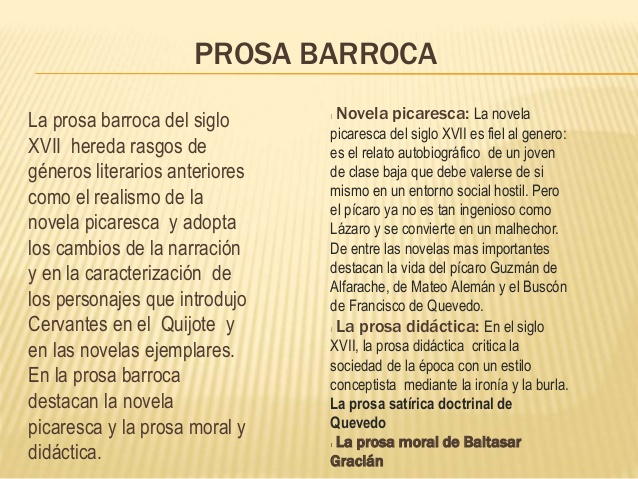 PROSA BARROCA
La prosa barroca del siglo
XVII hereda rasgos de
géneros literarios anteriores
como el realismo de la
novela picaresca y adopta
los cambios de la narración
y en la caracterización de
los personajes que introdujo
Cervantes en el Quijote y
en las novelas ejemplares.
En la prosa barroca
destacan la novela
picaresca y la prosa moral y
didáctica.
Novela picaresca: La novela
picaresca del siglo XVII es fiel al genero:
es el relato autobiográfico de un joven
de clase baja que debe valerse de si
mismo en un entorno social hostil. Pero
el pícaro ya no es tan ingenioso como
Lázaro y se convierte en un malhechor.
De entre las novelas mas importantes
destacan la vida del pícaro Guzmán de
Alfarache, de Mateo Alemán y el Buscón
de Francisco de Quevedo.
La prosa didáctica: En el siglo
XVII, la prosa didáctica critica la
sociedad de la época con un estilo
conceptista mediante la ironía y la burla.
La prosa satírica doctrinal de
Quevedo
La prosa moral de Baltasar
Gracián